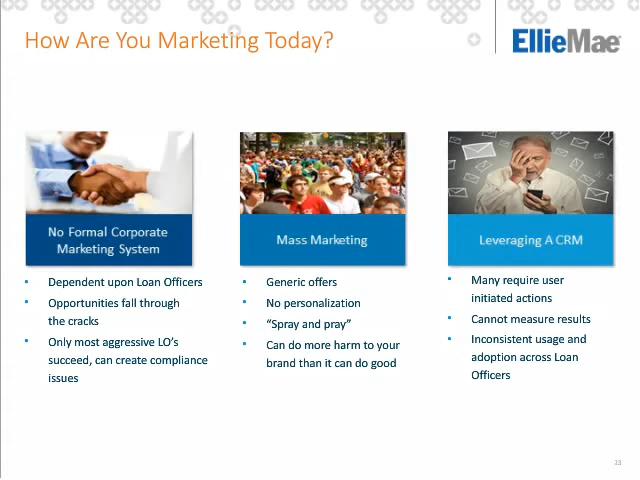 How Are You Marketing Today?
EllieMae
No Formal Corporate
Marketing System
Mass Marketing
Leveraging A CRM
• Dependent upon Loan Officers
• Opportunities fall through
the cracks
• Only most aggressive LO's
succeed, can create compliance
issues
• Generic offers
• No personalization
• "Spray and pray"
• Can do more harm to your
brand than it can do good
• Many require user
initiated actions
• Cannot measure results
• Inconsistent usage and
adoption across Loan
Officers
23